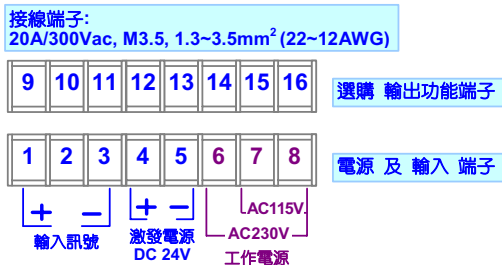 接線端子:
20A/300Vac, M3.5, 1.3~3.5mm² (22~12AWG)
9 10 11 12 13 14 15 16
選購 輸出功能端子
1 2 3 4 5 6 7 8
電源 及 輸入 端子
+ − + −
AC115V
AC230V
輸入訊號
激發電源
DC 24V
工作電源